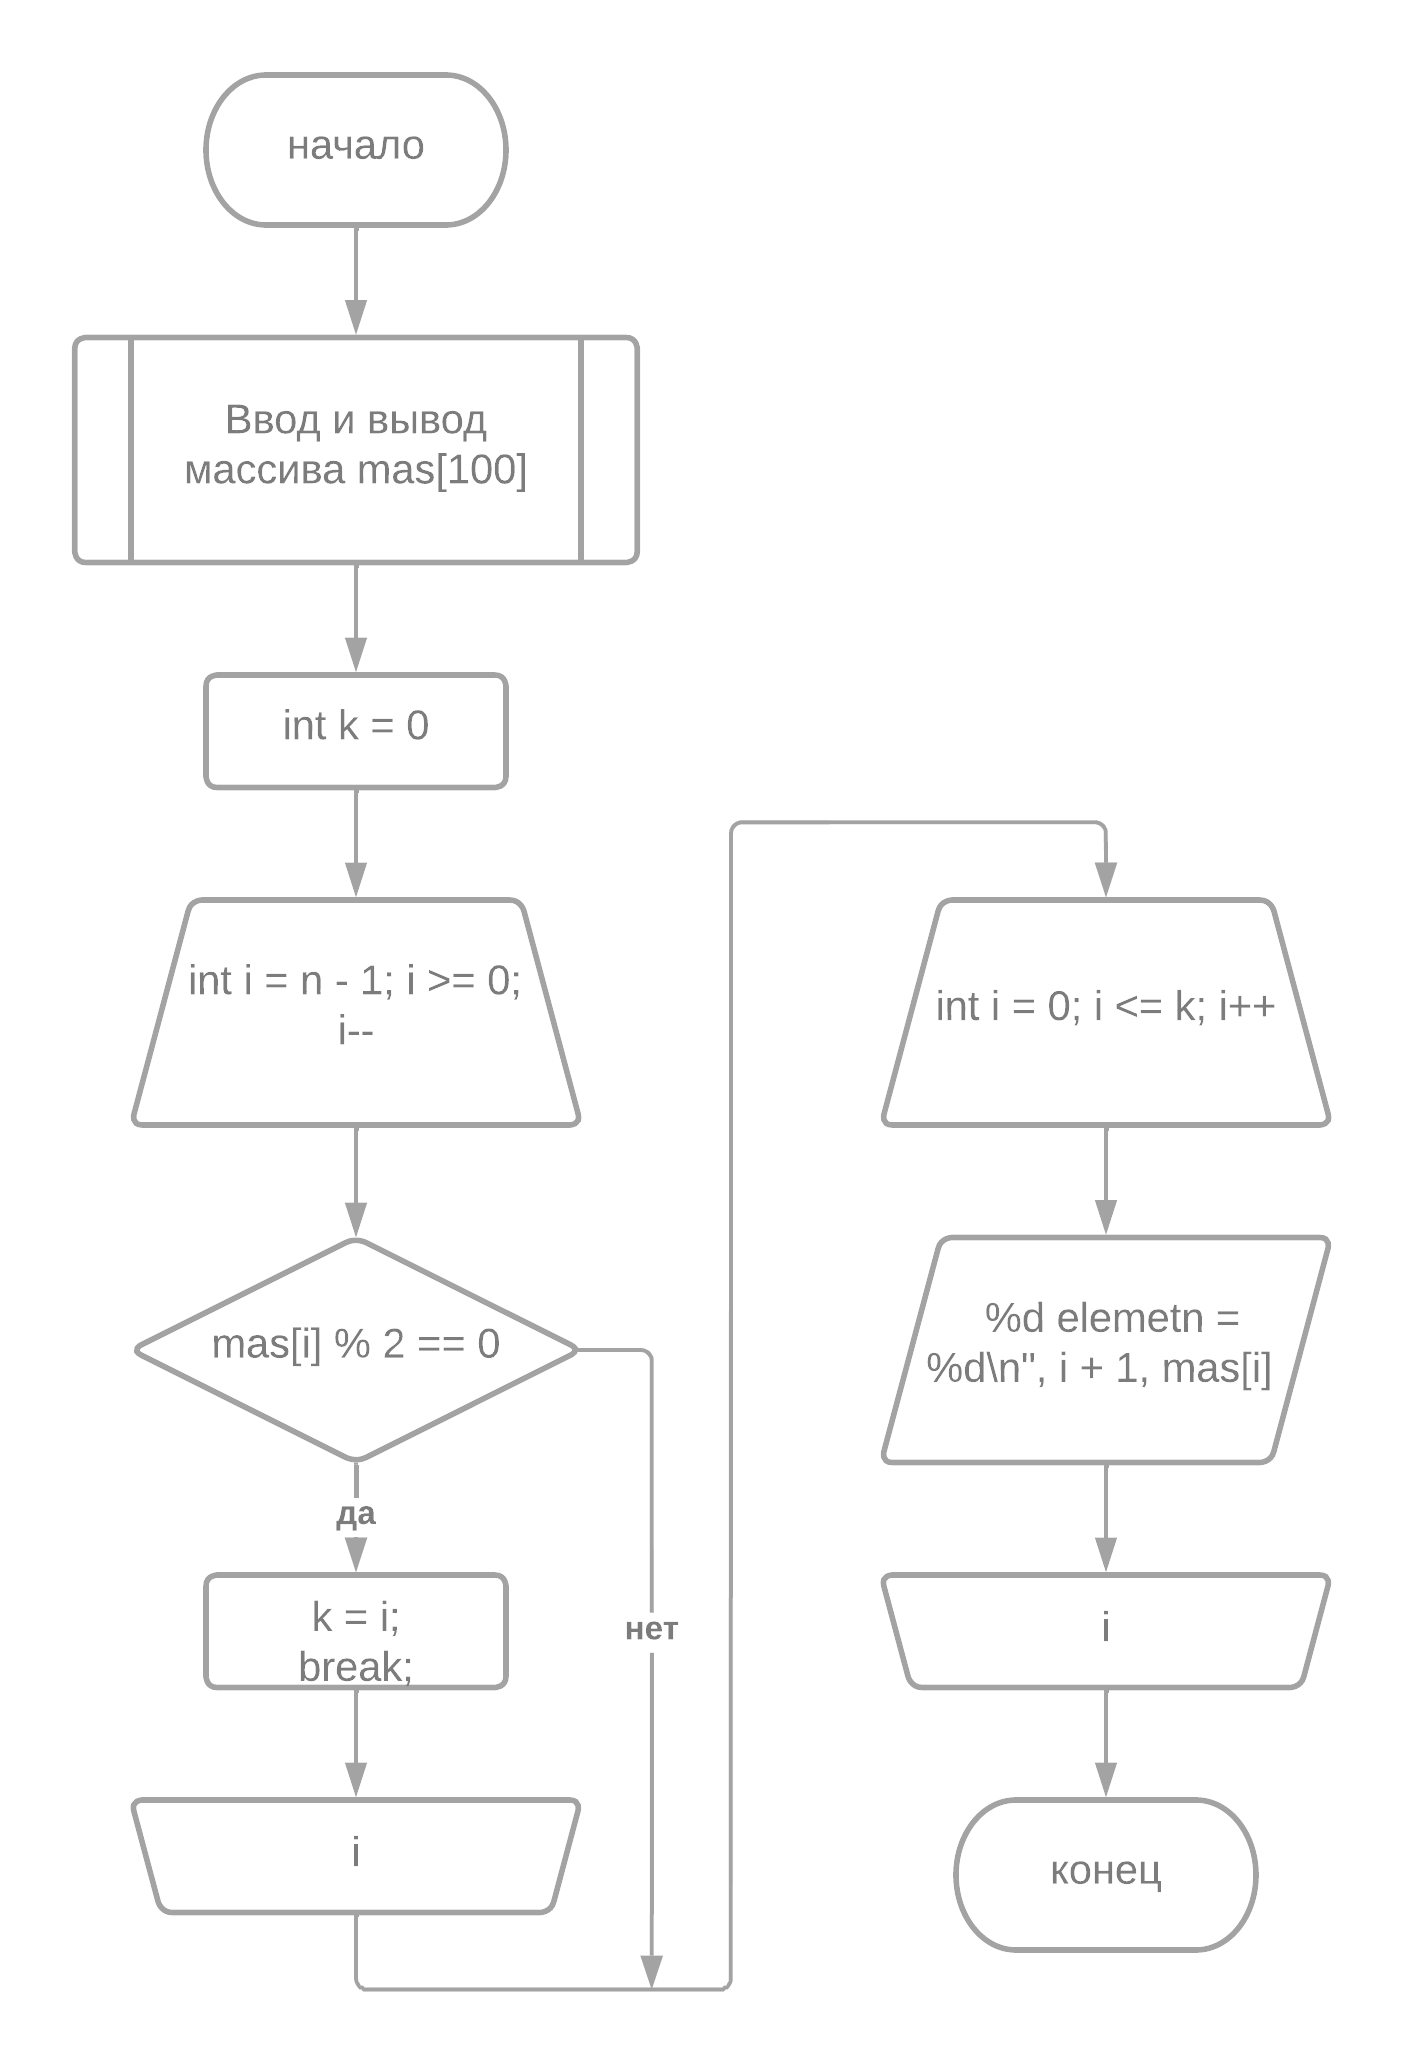 начало
Ввод и вывод
массива mas[100]
int k = 0
int i = n - 1; i >= 0;
i--
mas[i] % 2 == 0
да
k = i;
break;
нет
i
int i = 0; i <= k; i++
%d elemetn =
%d\n", i + 1, mas[i]
i
конец